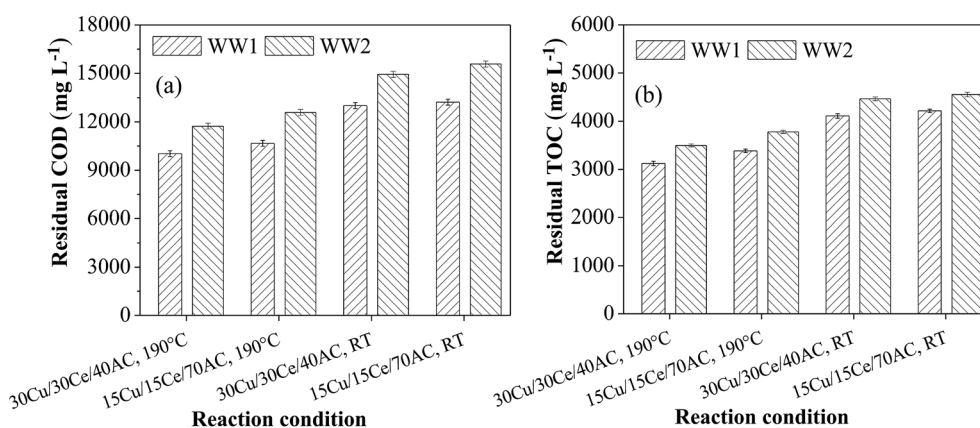 18000
15000
12000
9000
6000
3000
0
Residual COD (mg L⁻¹)
WW1
WW2
(a)
30Cu/30Ce/40AC, 190°C
15Cu/15Ce/70AC, 190°C
30Cu/30Ce/40AC, RT
15Cu/15Ce/70AC, RT
Reaction condition
6000
5000
4000
3000
2000
1000
0
Residual TOC (mg L⁻¹)
WW1
WW2
(b)
30Cu/30Ce/40AC, 190°C
15Cu/15Ce/70AC, 190°C
30Cu/30Ce/40AC, RT
15Cu/15Ce/70AC, RT
Reaction condition